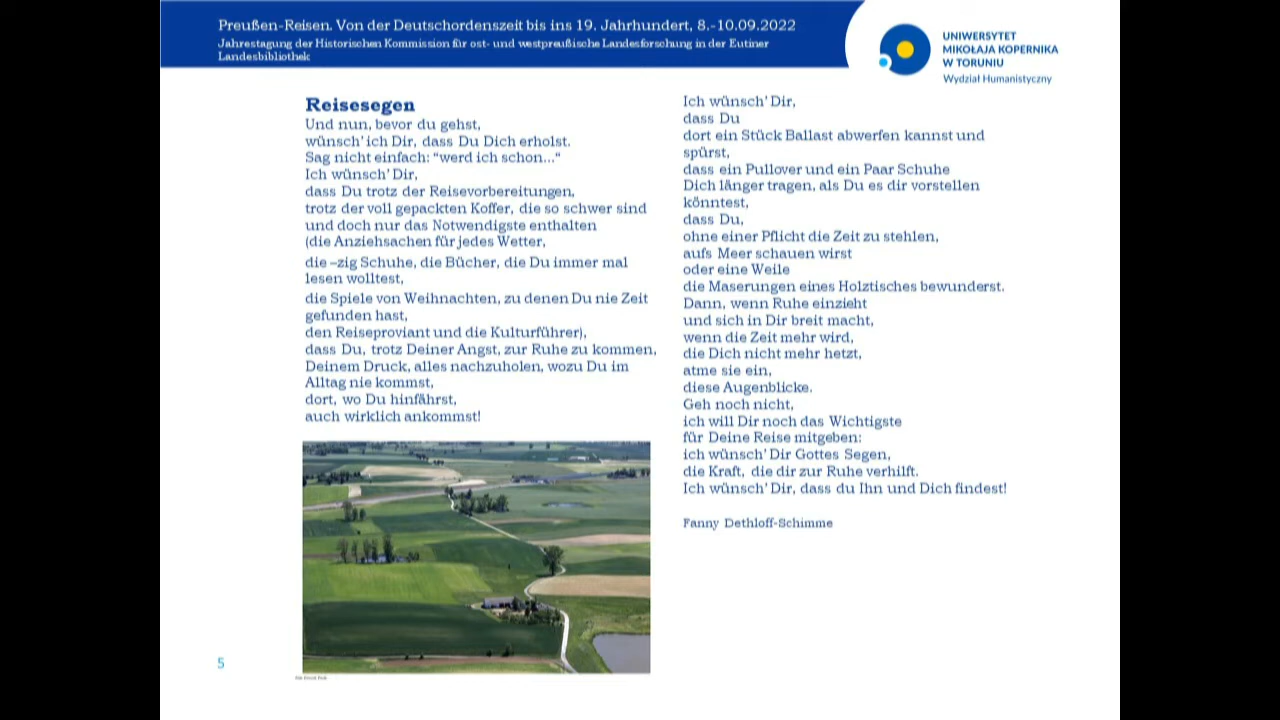 Preußen-Reisen. Von der Deutschordenszeit bis ins 19. Jahrhundert, 8.-10.09.2022
Jahrestagung der Historischen Kommission für ost- und westpreußische Landesforschung in der Eutiner
Landesbibliothek
UNIWERSYTET
MIKOŁAJA KOPERNIKA
W TORUNIU
Wydział Humanistyczny
Reisesegen
Und nun, bevor du gehst,
wünsch' ich Dir, dass Du Dich erholst.
Sag nicht einfach: "werd ich schon..."
Ich wünsch' Dir,
dass Du trotz der Reisevorbereitungen,
trotz der voll gepackten Koffer, die so schwer sind
und doch nur das Notwendigste enthalten
(die Anziehsachen für jedes Wetter,
die –zig Schuhe, die Bücher, die Du immer mal
lesen wolltest,
die Spiele von Weihnachten, zu denen Du nie Zeit
gefunden hast,
den Reiseproviant und die Kulturführer),
dass Du, trotz Deiner Angst, zur Ruhe zu kommen,
Deinem Druck, alles nachzuholen, wozu Du im
Alltag nie kommst,
dort, wo Du hinfährst,
auch wirklich ankommst!
Ich wünsch' Dir,
dass Du
dort ein Stück Ballast abwerfen kannst und
spürst,
dass ein Pullover und ein Paar Schuhe
Dich länger tragen, als Du es dir vorstellen
könntest,
dass Du,
ohne einer Pflicht die Zeit zu stehlen,
aufs Meer schauen wirst
oder eine Weile
die Maserungen eines Holztisches bewunderst.
Dann, wenn Ruhe einzieht
und sich in Dir breit macht,
wenn die Zeit mehr wird,
die Dich nicht mehr hetzt,
atme sie ein,
diese Augenblicke.
Geh noch nicht,
ich will Dir noch das Wichtigste
für Deine Reise mitgeben:
ich wünsch' Dir Gottes Segen,
die Kraft, die dir zur Ruhe verhilft.
Ich wünsch' Dir, dass du Ihn und Dich findest!
Fanny Dethloff-Schimme
5